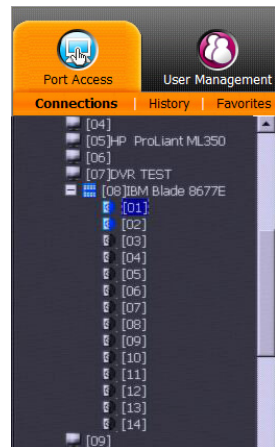 Port Access
User Management
Connections | History | Favorites
[04]
[05]HP ProLiant ML350
[06]
[07]DVR TEST
[08]IBM Blade 8677E
[01]
[02]
[03]
[04]
[05]
[06]
[07]
[08]
[09]
[10]
[11]
[12]
[13]
[14]
[09]